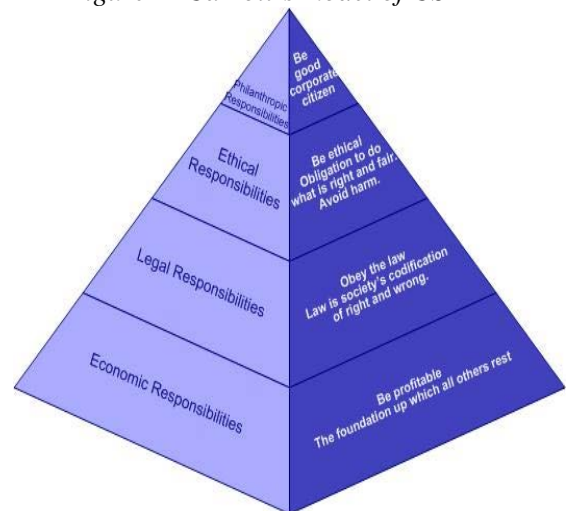 Philanthropic
Responsibilities
Be
good
corporate
citizen
Ethical
Responsibilities
Be ethical
Obligation to do
what is right and fair.
Avoid harm.
Legal Responsibilities
Obey the law
Law is society's codification
of right and wrong.
Economic Responsibilities
Be profitable
The foundation up which all others rest